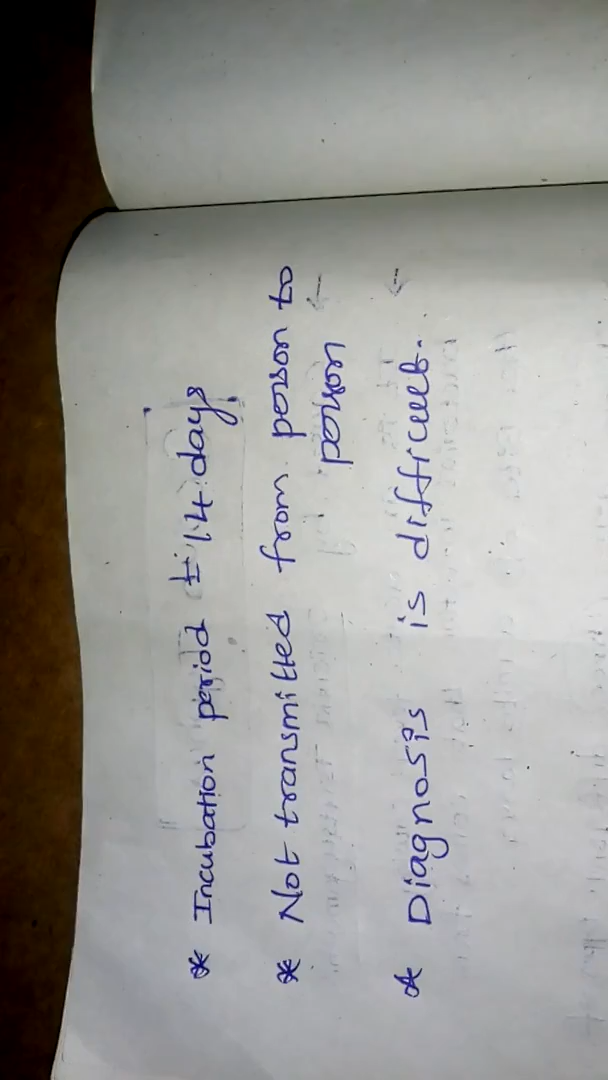 * Incubation period ± 14 days
* Not transmitted from person to
person
* Diagnosis is difficult.